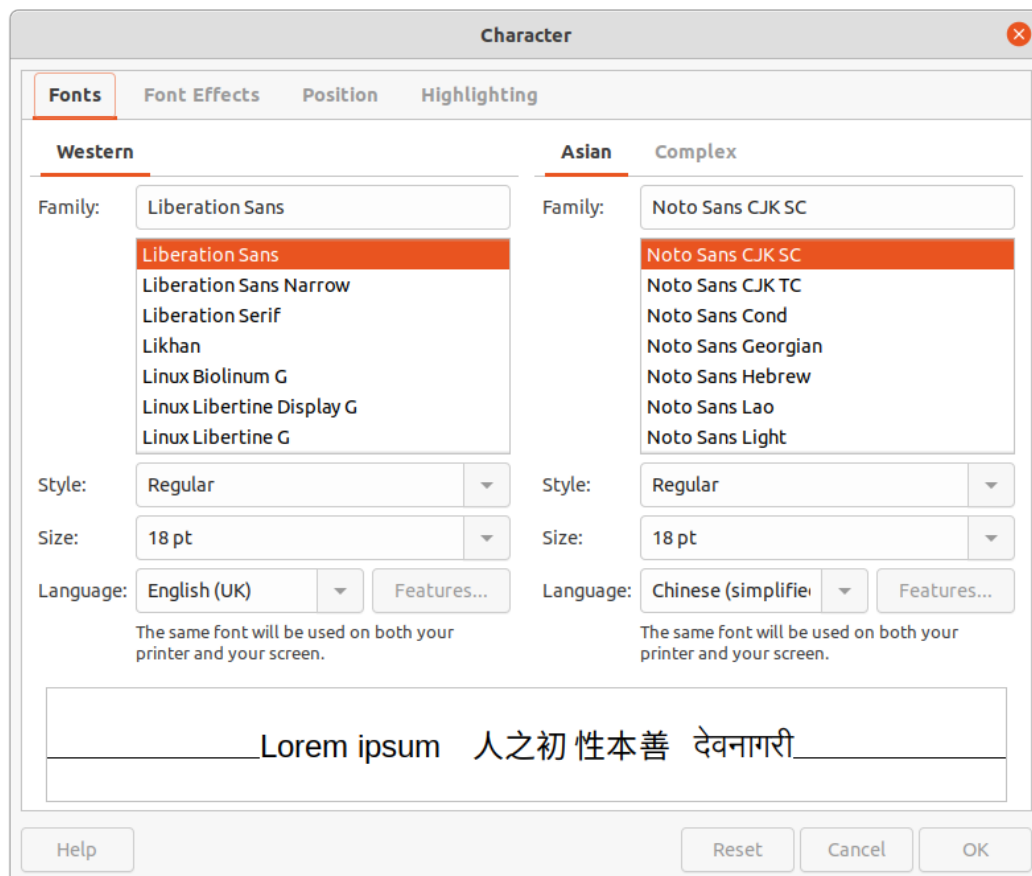 Character
Fonts Font Effects Position Highlighting
Western
Family: Liberation Sans
Liberation Sans
Liberation Sans Narrow
Liberation Serif
Likhan
Linux Biolinum G
Linux Libertine Display G
Linux Libertine G
Style: Regular
Size: 18 pt
Language: English (UK) Features...
The same font will be used on both your
printer and your screen.
Asian Complex
Family: Noto Sans CJK SC
Noto Sans CJK SC
Noto Sans CJK TC
Noto Sans Cond
Noto Sans Georgian
Noto Sans Hebrew
Noto Sans Lao
Noto Sans Light
Style: Regular
Size: 18 pt
Language: Chinese (simplifie Features...
The same font will be used on both your
printer and your screen.
Lorem ipsum 人之初 性本善 देवनागरी
Help Reset Cancel OK